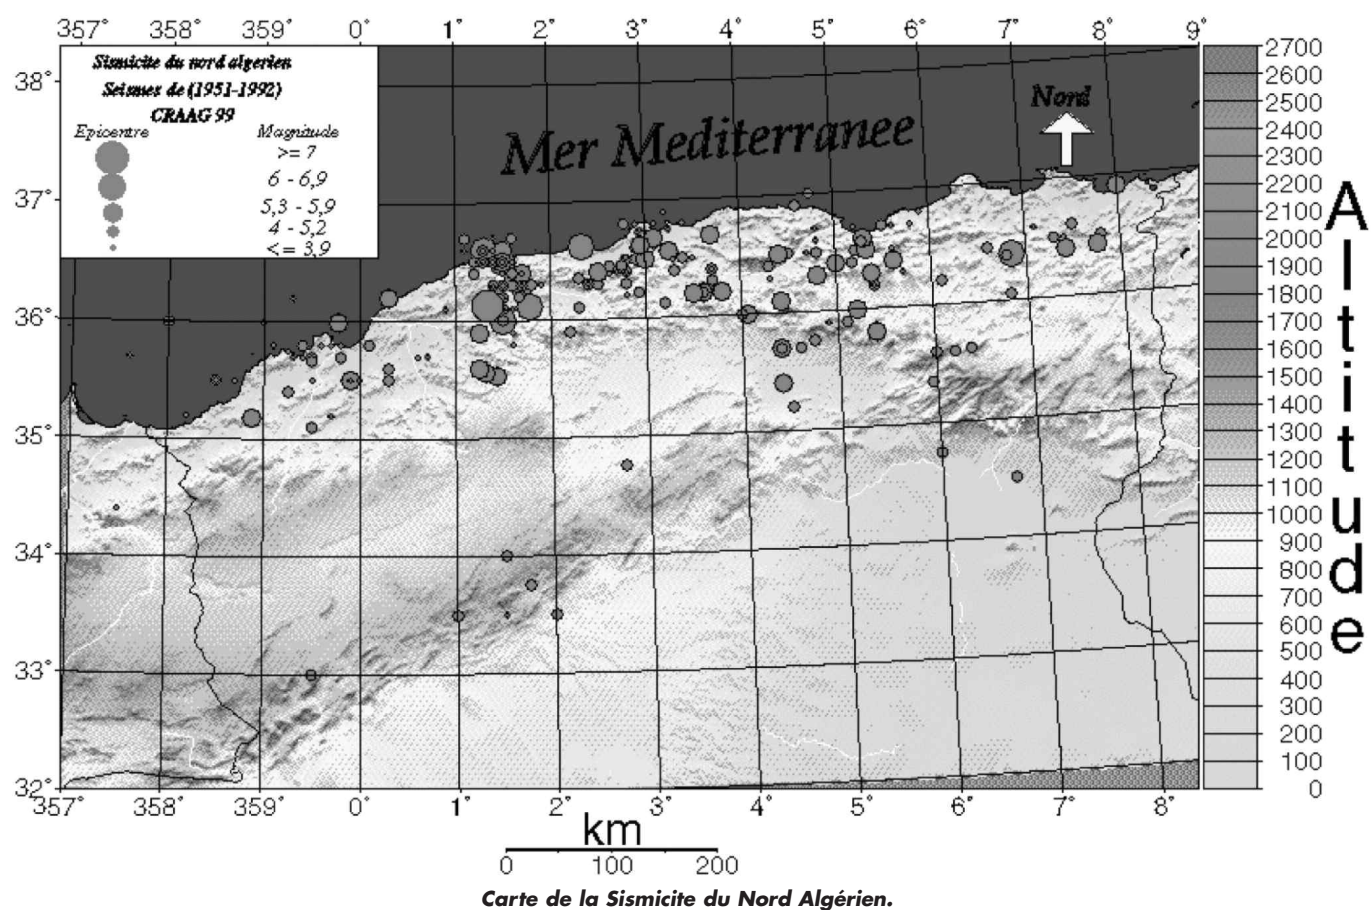 357° 358° 359° 0° 1° 2° 3° 4° 5° 6° 7° 8° 9°
Sismicite du nord algerien
Seismes de (1951-1992)
CRAAG 99
Epicentre Magnitude
>= 7
6 - 6,9
5,3 - 5,9
4 - 5,2
<= 3,9
Mer Mediterranee
Nord
38°
37°
36°
35°
34°
33°
32°
357° 358° 359° 0° 1° 2° 3° 4° 5° 6° 7° 8°
2700
2600
2500
2400
2300
2200
2100
2000
1900
1800
1700
1600
1500
1400
1300
1200
1100
1000
900
800
700
600
500
400
300
200
100
0
Altitude
km
0 100 200
Carte de la Sismicite du Nord Algérien.